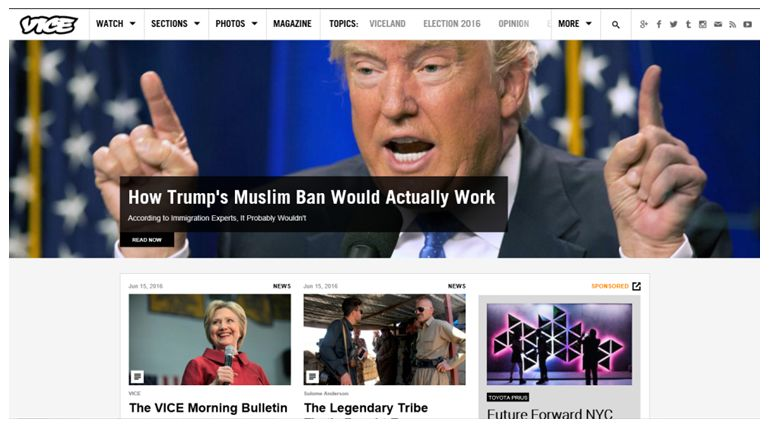 VICE
WATCH SECTIONS PHOTOS MAGAZINE TOPICS: VICELAND ELECTION 2016 OPINION MORE
How Trump's Muslim Ban Would Actually Work
According to Immigration Experts, It Probably Wouldn't
READ NOW
Jun 15, 2016 NEWS
VICE
The VICE Morning Bulletin
Jun 15, 2016 NEWS
Salome Anderson
The Legendary Tribe
SPONSORED
TOYOTA PRIUS
Future Forward NYC